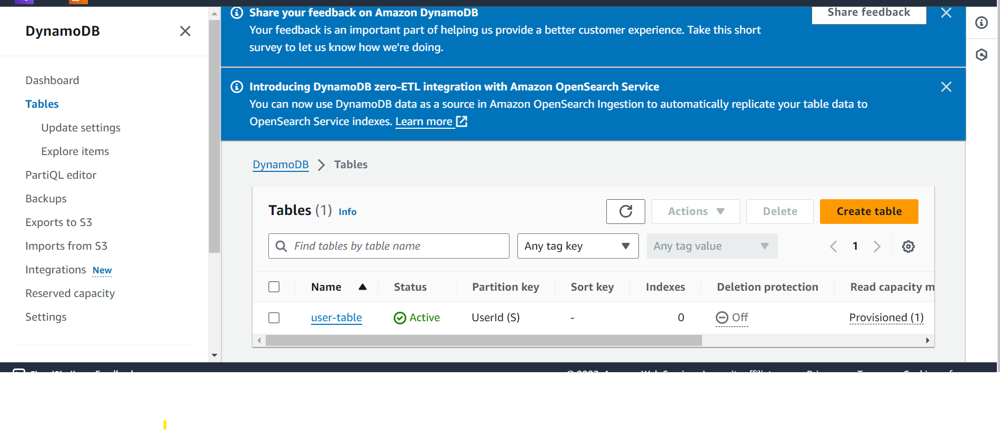 Share your feedback on Amazon DynamoDB
Your feedback is an important part of helping us provide a better customer experience. Take this short
survey to let us know how we're doing.
Share feedback
DynamoDB
Dashboard
Tables
Update settings
Explore items
PartiQL editor
Backups
Exports to S3
Imports from S3
Integrations New
Reserved capacity
Settings
Introducing DynamoDB zero-ETL integration with Amazon OpenSearch Service
You can now use DynamoDB data as a source in Amazon OpenSearch Ingestion to automatically replicate your table data to
OpenSearch Service indexes. Learn more
DynamoDB Tables
Tables (1) Info
Actions Delete Create table
Find tables by table name Any tag key Any tag value 1
Name Status Partition key Sort key Indexes Deletion protection Read capacity m
user-table Active UserId (S) - 0 Off Provisioned (1)